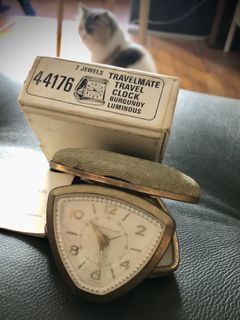 7 JEWELS
44176
TRAVELMATE
TRAVEL
CLOCK
BURGUNDY
LUMINOUS
12
2
4
6
8
10